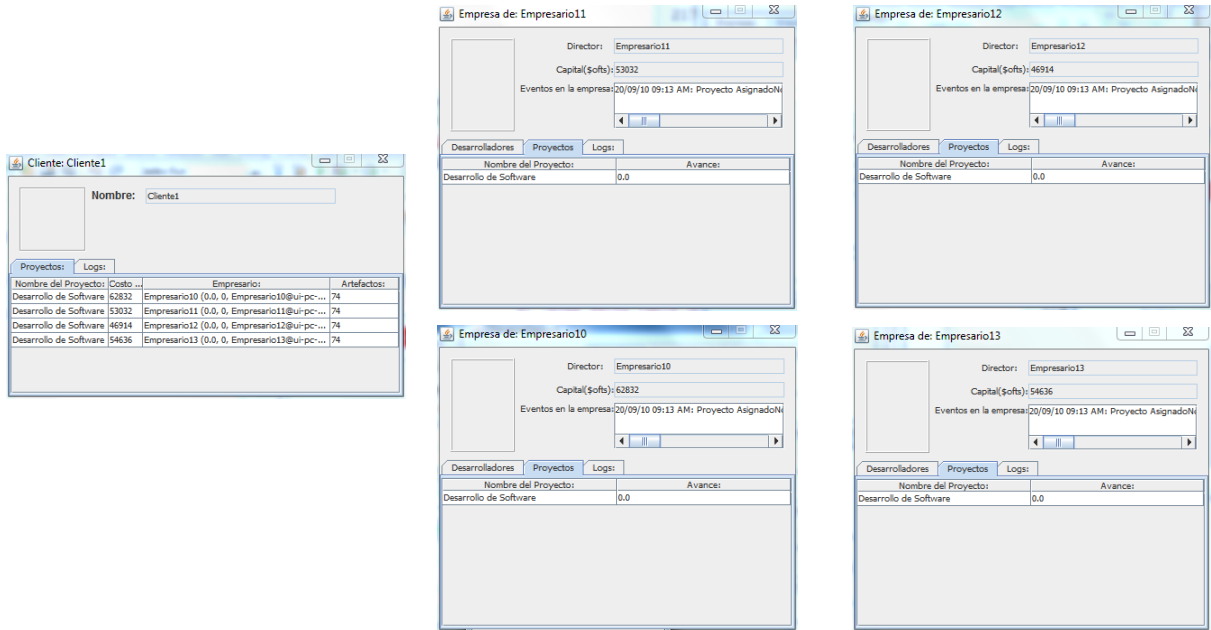 Cliente: Cliente1
Nombre: Cliente1
Proyectos: Logs:
Nombre del Proyecto: Costo ... Empresario: Artefactos:
Desarrollo de Software 62832 Empresario10 (0.0, 0, Empresario10@ui-pc-... 74
Desarrollo de Software 53032 Empresario11 (0.0, 0, Empresario11@ui-pc-... 74
Desarrollo de Software 46914 Empresario12 (0.0, 0, Empresario12@ui-pc-... 74
Desarrollo de Software 54636 Empresario13 (0.0, 0, Empresario13@ui-pc-... 74
Empresa de: Empresario11
Director: Empresario11
Capital($ofts): 53032
Eventos en la empresa: 20/09/10 09:13 AM: Proyecto AsignadoNo
Desarrolladores Proyectos Logs:
Nombre del Proyecto: Avance:
Desarrollo de Software 0.0
Empresa de: Empresario12
Director: Empresario12
Capital($ofts): 46914
Eventos en la empresa: 20/09/10 09:13 AM: Proyecto AsignadoNo
Desarrolladores Proyectos Logs:
Nombre del Proyecto: Avance:
Desarrollo de Software 0.0
Empresa de: Empresario10
Director: Empresario10
Capital($ofts): 62832
Eventos en la empresa: 20/09/10 09:13 AM: Proyecto AsignadoNo
Desarrolladores Proyectos Logs:
Nombre del Proyecto: Avance:
Desarrollo de Software 0.0
Empresa de: Empresario13
Director: Empresario13
Capital($ofts): 54636
Eventos en la empresa: 20/09/10 09:13 AM: Proyecto AsignadoNo
Desarrolladores Proyectos Logs:
Nombre del Proyecto: Avance:
Desarrollo de Software 0.0